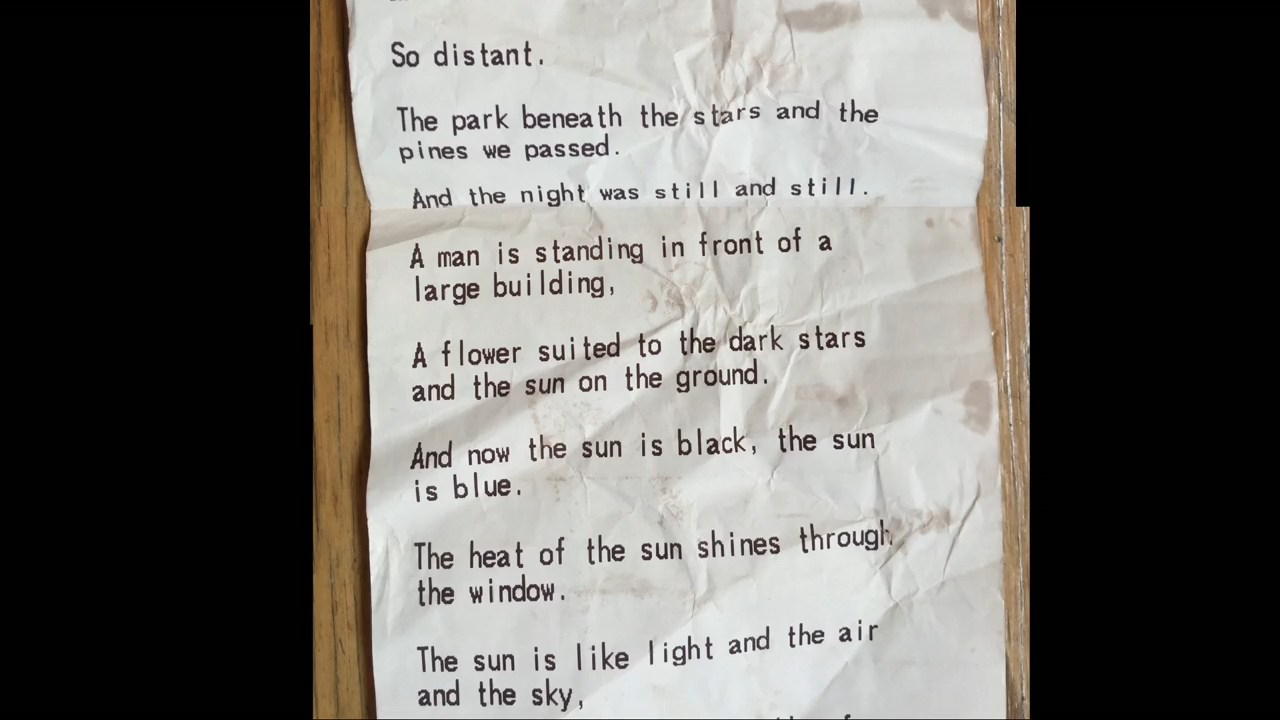 So distant.
The park beneath the stars and the
pines we passed.
And the night was still and still.
A man is standing in front of a
large building,
A flower suited to the dark stars
and the sun on the ground.
And now the sun is black, the sun
is blue.
The heat of the sun shines through
the window.
The sun is like light and the air
and the sky,